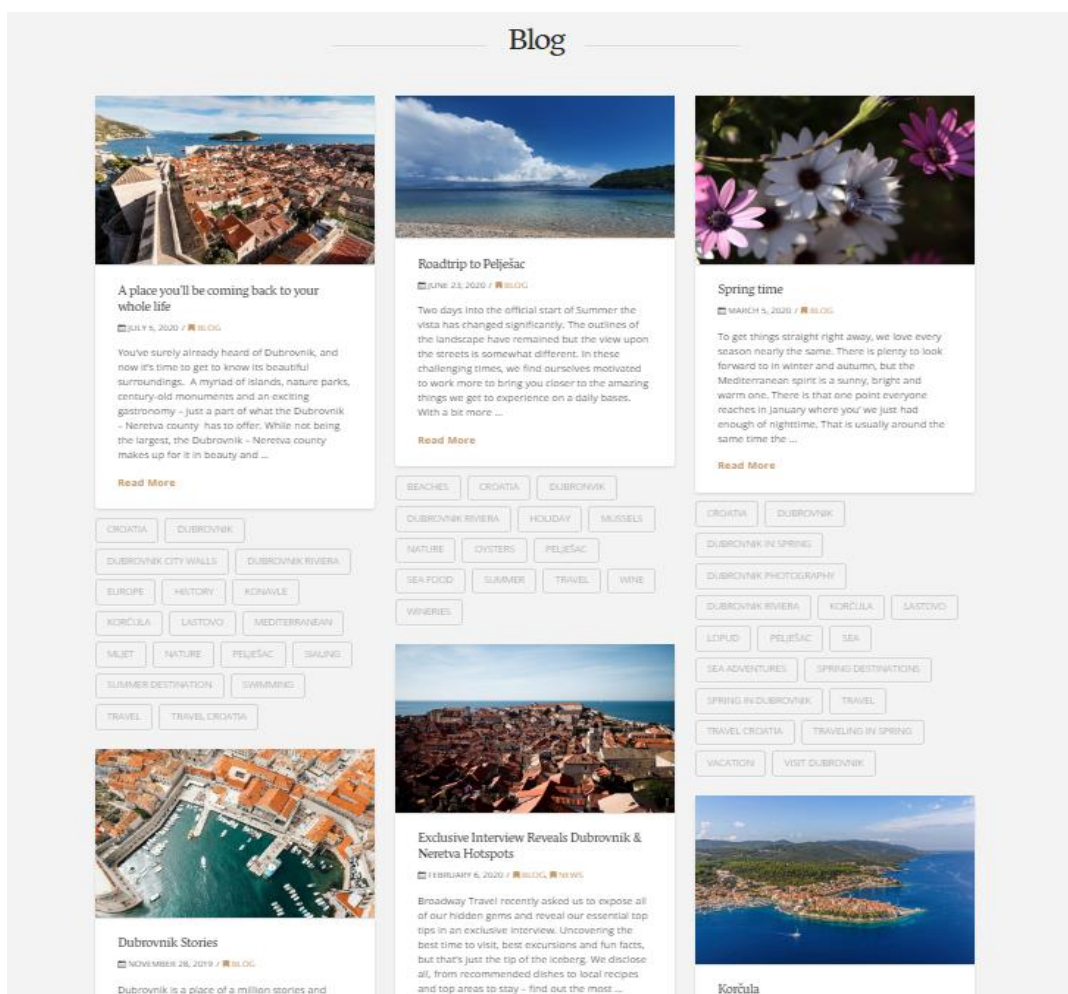 Blog
A place you'll be coming back to your
whole life
JULY 5, 2020 / BLOG
You've surely already heard of Dubrovnik, and
now it's time to get to know its beautiful
surroundings. A myriad of islands, nature parks,
century-old monuments and an exciting
gastronomy – just a part of what the Dubrovnik
– Neretva county has to offer. While not being
the largest, the Dubrovnik – Neretva county
makes up for it in beauty and ...
Read More
CROATIA DUBROVNIK
DUBROVNIK CITY WALLS DUBROVNIK RIVIERA
EUROPE HISTORY KONAVLE
KORČULA LASTOVO MEDITERRANEAN
MLJET NATURE PELJEŠAC SIALING
SUMMER DESTINATION SWIMMING
TRAVEL TRAVEL CROATIA
Dubrovnik Stories
NOVEMBER 28, 2019 / BLOG
Dubrovnik is a place of a million stories and
Roadtrip to Pelješac
JUNE 23, 2020 / BLOG
Two days into the official start of Summer the
vista has changed significantly. The outlines of
the landscape have remained but the view upon
the streets is somewhat different. In these
challenging times, we find ourselves motivated
to work more to bring you closer to the amazing
things we get to experience on a daily bases.
With a bit more ...
Read More
BEACHES CROATIA DUBRONVIK
DUBROVNIK RIVIERA HOLIDAY MUSSELS
NATURE OYSTERS PELJEŠAC
SEA FOOD SUMMER TRAVEL WINE
WINERIES
Exclusive Interview Reveals Dubrovnik &
Neretva Hotspots
FEBRUARY 6, 2020 / BLOG, NEWS
Broadway Travel recently asked us to expose all
of our hidden gems and reveal our essential top
tips in an exclusive interview. Uncovering the
best time to visit, best excursions and fun facts,
but that's just the tip of the iceberg. We disclose
all, from recommended dishes to local recipes
and top areas to stay – find out the most ...
Spring time
MARCH 5, 2020 / BLOG
To get things straight right away, we love every
season nearly the same. There is plenty to look
forward to in winter and autumn, but the
Mediterranean spirit is a sunny, bright and
warm one. There is that one point everyone
reaches in January where you' we just had
enough of nighttime. That is usually around the
same time the ...
Read More
CROATIA DUBROVNIK
DUBROVNIK IN SPRING
DUBROVNIK PHOTOGRAPHY
DUBROVNIK RIVIERA KORČULA LASTOVO
LOPUD PELJEŠAC SEA
SEA ADVENTURES SPRING DESTINATIONS
SPRING IN DUBROVNIK TRAVEL
TRAVEL CROATIA TRAVELING IN SPRING
VACATION VISIT DUBROVNIK
Korčula